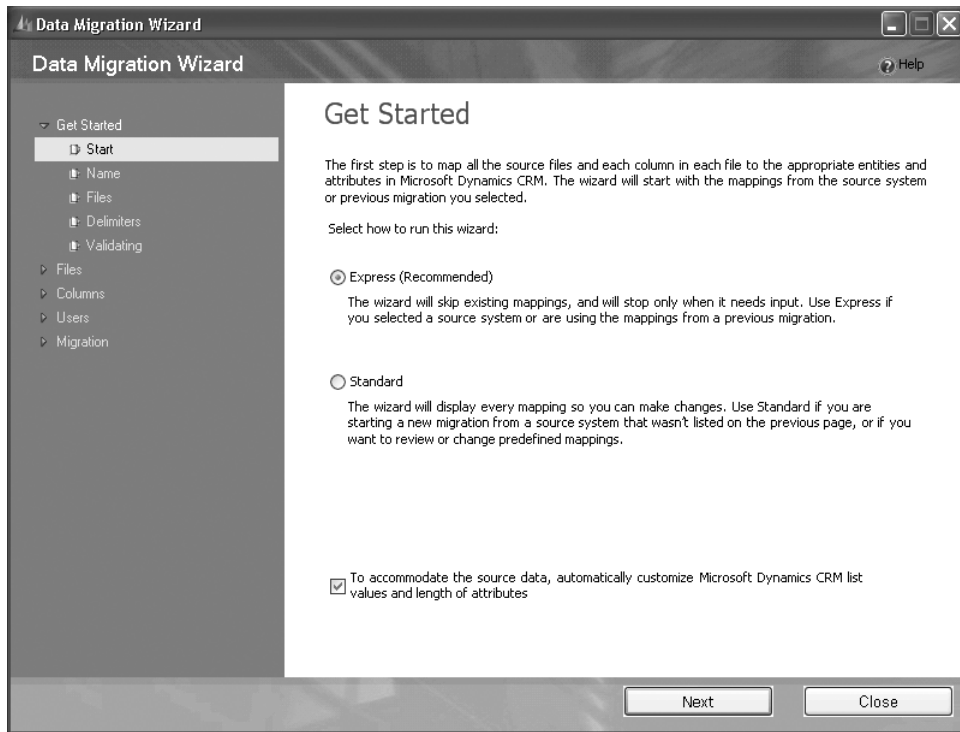 Data Migration Wizard
Data Migration Wizard
Help
Get Started
Start
Name
Files
Delimiters
Validating
Files
Columns
Users
Migration
Get Started
The first step is to map all the source files and each column in each file to the appropriate entities and
attributes in Microsoft Dynamics CRM. The wizard will start with the mappings from the source system
or previous migration you selected.
Select how to run this wizard:
Express (Recommended)
The wizard will skip existing mappings, and will stop only when it needs input. Use Express if
you selected a source system or are using the mappings from a previous migration.
Standard
The wizard will display every mapping so you can make changes. Use Standard if you are
starting a new migration from a source system that wasn't listed on the previous page, or if you
want to review or change predefined mappings.
To accommodate the source data, automatically customize Microsoft Dynamics CRM list
values and length of attributes
Next
Close